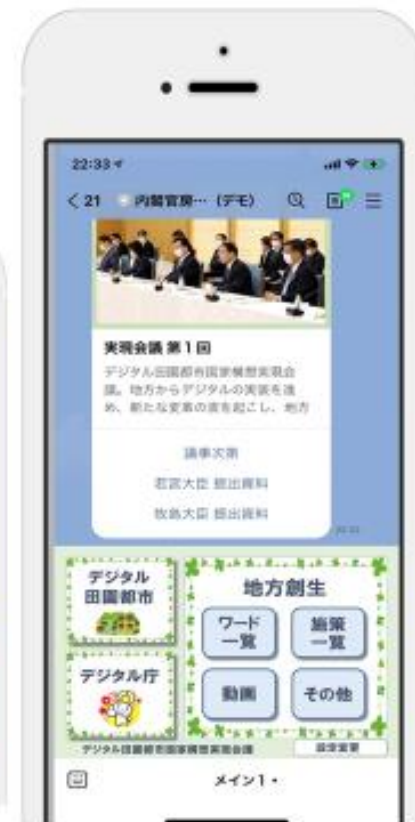 22:33
21 内閣官房… (デモ)
実現会議 第1回
デジタル田園都市国家構想実現会
議。地方からデジタルの実装を進
め、新たな変革の波を起こし、地方
議事次第
若宮大臣 提出資料
牧島大臣 提出資料
22:33
デジタル
田園都市
地方創生
ワード
一覧
施策
一覧
デジタル庁
動画
その他
デジタル田園都市国家構想実現会議
設定変更
メイン1